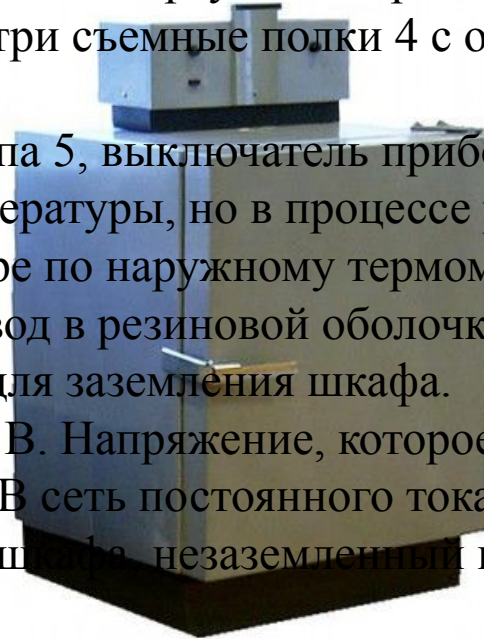 три съемные полки 4 с о
па 5, выключатель прибо
ературы, но в процессе
ре по наружному термом
вод в резиновой оболочк
для заземления шкафа.
В. Напряжение, которое
В сеть постоянного тока
шкафа, незаземленный